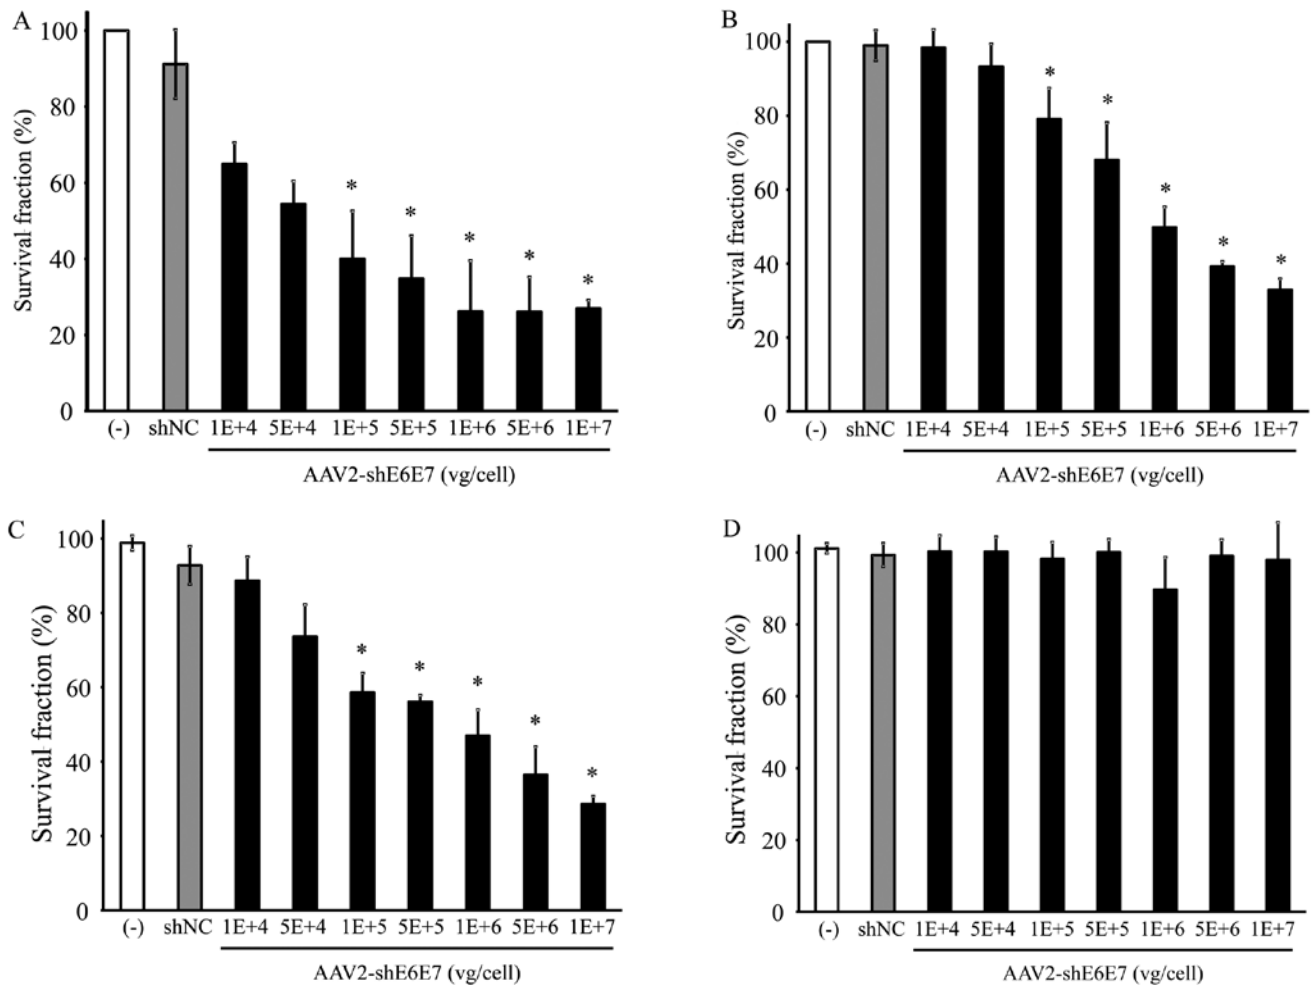 A
Survival fraction (%)
100
80
60
40
20
0
* * * * *
(-) shNC 1E+4 5E+4 1E+5 5E+5 1E+6 5E+6 1E+7
AAV2-shE6E7 (vg/cell)
B
Survival fraction (%)
100
80
60
40
20
0
* * * * *
(-) shNC 1E+4 5E+4 1E+5 5E+5 1E+6 5E+6 1E+7
AAV2-shE6E7 (vg/cell)
C
Survival fraction (%)
100
80
60
40
20
0
* * * * *
(-) shNC 1E+4 5E+4 1E+5 5E+5 1E+6 5E+6 1E+7
AAV2-shE6E7 (vg/cell)
D
Survival fraction (%)
100
80
60
40
20
0
(-) shNC 1E+4 5E+4 1E+5 5E+5 1E+6 5E+6 1E+7
AAV2-shE6E7 (vg/cell)